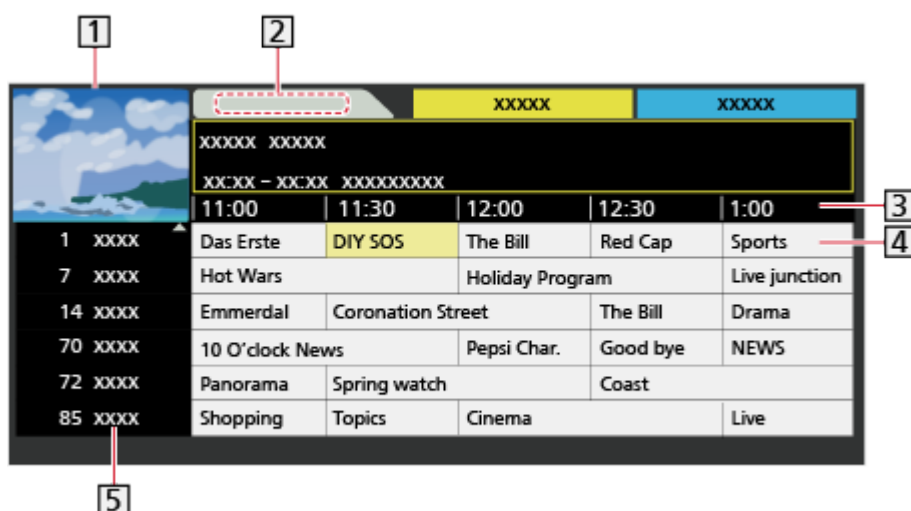 1 2
xxxxx xxxxx
xxxxx xxxxx
xx:xx – xx:xx xxxxxxxxx
11:00 11:30 12:00 12:30 1:00 3
1 xxxx Das Erste DIY SOS The Bill Red Cap Sports 4
7 xxxx Hot Wars Holiday Program Live junction
14 xxxx Emmerdal Coronation Street The Bill Drama
70 xxxx 10 O'clock News Pepsi Char. Good bye NEWS
72 xxxx Panorama Spring watch Coast
85 xxxx Shopping Topics Cinema Live
5